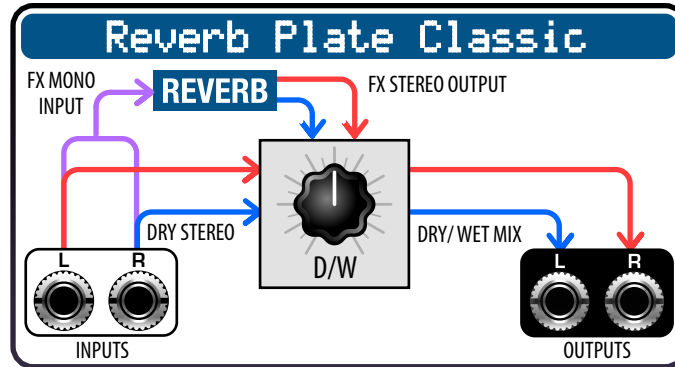 Reverb Plate Classic
FX MONO
INPUT
REVERB
FX STEREO OUTPUT
DRY STEREO
D/W
DRY/ WET MIX
L R
INPUTS
L R
OUTPUTS